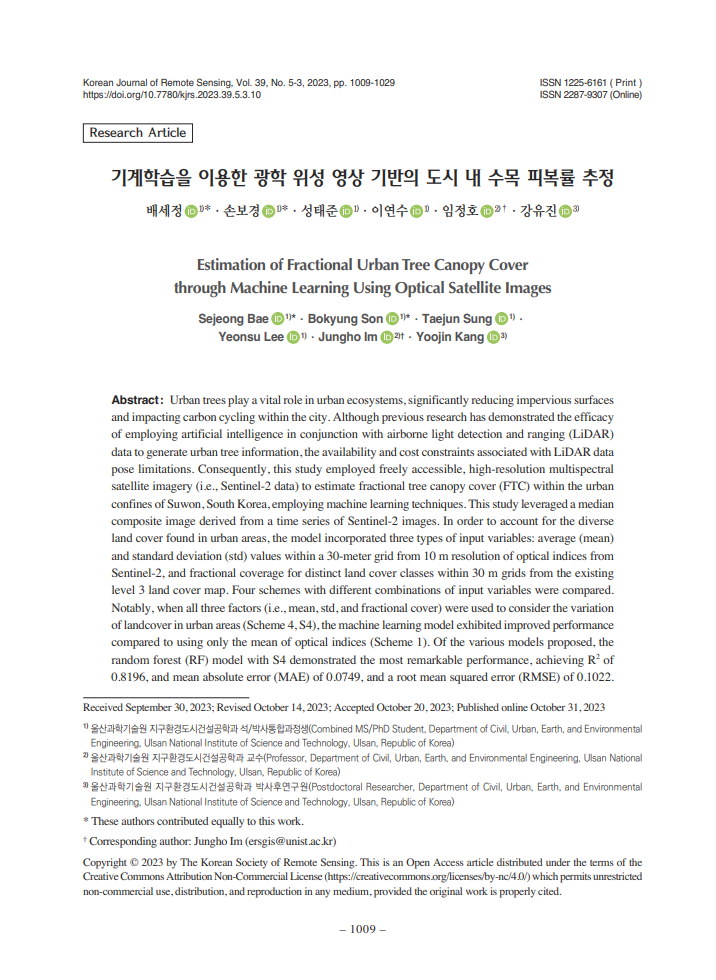 Korean Journal of Remote Sensing, Vol. 39, No. 5-3, 2023, pp. 1009-1029
https://doi.org/10.7780/kjrs.2023.39.5.3.10
ISSN 1225-6161 ( Print )
ISSN 2287-9307 (Online)
Research Article
기계학습을 이용한 광학 위성 영상 기반의 도시 내 수목 피복률 추정
배세정 iD 1)* · 손보경 iD 1)* · 성태준 iD 1) · 이연수 iD 1) · 임정호 iD 2)† · 강유진 iD 3)
Estimation of Fractional Urban Tree Canopy Cover
through Machine Learning Using Optical Satellite Images
Sejeong Bae iD 1)* · Bokyung Son iD 1)* · Taejun Sung iD 1) ·
Yeonsu Lee iD 1) · Jungho Im iD 2)† · Yoojin Kang iD 3)
Abstract: Urban trees play a vital role in urban ecosystems, significantly reducing impervious surfaces
and impacting carbon cycling within the city. Although previous research has demonstrated the efficacy
of employing artificial intelligence in conjunction with airborne light detection and ranging (LiDAR)
data to generate urban tree information, the availability and cost constraints associated with LiDAR data
pose limitations. Consequently, this study employed freely accessible, high-resolution multispectral
satellite imagery (i.e., Sentinel-2 data) to estimate fractional tree canopy cover (FTC) within the urban
confines of Suwon, South Korea, employing machine learning techniques. This study leveraged a median
composite image derived from a time series of Sentinel-2 images. In order to account for the diverse
land cover found in urban areas, the model incorporated three types of input variables: average (mean)
and standard deviation (std) values within a 30-meter grid from 10 m resolution of optical indices from
Sentinel-2, and fractional coverage for distinct land cover classes within 30 m grids from the existing
level 3 land cover map. Four schemes with different combinations of input variables were compared.
Notably, when all three factors (i.e., mean, std, and fractional cover) were used to consider the variation
of landcover in urban areas (Scheme 4, S4), the machine learning model exhibited improved performance
compared to using only the mean of optical indices (Scheme 1). Of the various models proposed, the
random forest (RF) model with S4 demonstrated the most remarkable performance, achieving R² of
0.8196, and mean absolute error (MAE) of 0.0749, and a root mean squared error (RMSE) of 0.1022.
Received September 30, 2023; Revised October 14, 2023; Accepted October 20, 2023; Published online October 31, 2023
1) 울산과학기술원 지구환경도시건설공학과 석/박사통합과정생(Combined MS/PhD Student, Department of Civil, Urban, Earth, and Environmental
Engineering, Ulsan National Institute of Science and Technology, Ulsan, Republic of Korea)
2) 울산과학기술원 지구환경도시건설공학과 교수(Professor, Department of Civil, Urban, Earth, and Environmental Engineering, Ulsan National
Institute of Science and Technology, Ulsan, Republic of Korea)
3) 울산과학기술원 지구환경도시건설공학과 박사후연구원(Postdoctoral Researcher, Department of Civil, Urban, Earth, and Environmental
Engineering, Ulsan National Institute of Science and Technology, Ulsan, Republic of Korea)
* These authors contributed equally to this work.
† Corresponding author: Jungho Im (ersgis@unist.ac.kr)
Copyright © 2023 by The Korean Society of Remote Sensing. This is an Open Access article distributed under the terms of the
Creative Commons Attribution Non-Commercial License (https://creativecommons.org/licenses/by-nc/4.0/) which permits unrestricted
non-commercial use, distribution, and reproduction in any medium, provided the original work is properly cited.
– 1009 –